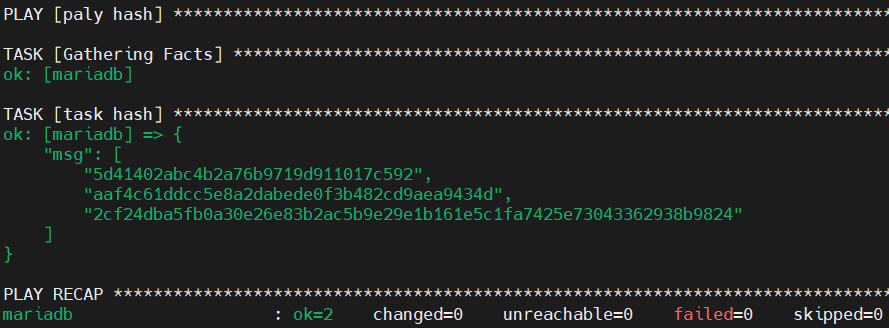 PLAY [paly hash] ************************************************************************
TASK [Gathering Facts] ******************************************************************
ok: [mariadb]
TASK [task hash] ************************************************************************
ok: [mariadb] => {
    "msg": [
        "5d41402abc4b2a76b9719d911017c592",
        "aaf4c61ddcc5e8a2dabede0f3b482cd9aea9434d",
        "2cf24dba5fb0a30e26e83b2ac5b9e29e1b161e5c1fa7425e73043362938b9824"
    ]
}
PLAY RECAP ******************************************************************************
mariadb                    : ok=2    changed=0    unreachable=0    failed=0    skipped=0